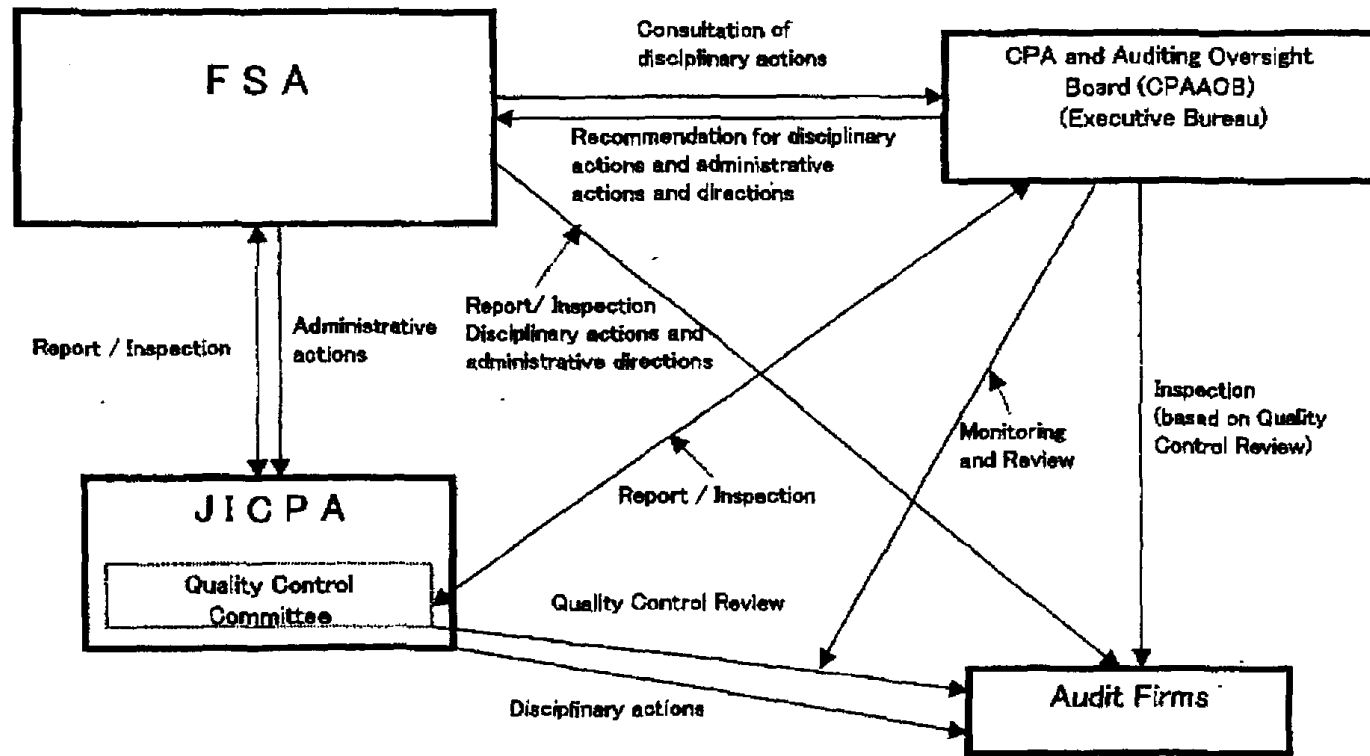 FSA
Consultation of
disciplinary actions
CPA and Auditing Oversight
Board (CPAAOB)
(Executive Bureau)
Recommendation for disciplinary
actions and administrative
actions and directions
Report / Inspection
Administrative
actions
Report/ Inspection
Disciplinary actions and
administrative directions
Inspection
(based on Quality
Control Review)
Monitoring
and Review
Report / Inspection
JICPA
Quality Control
Committee
Quality Control Review
Disciplinary actions
Audit Firms